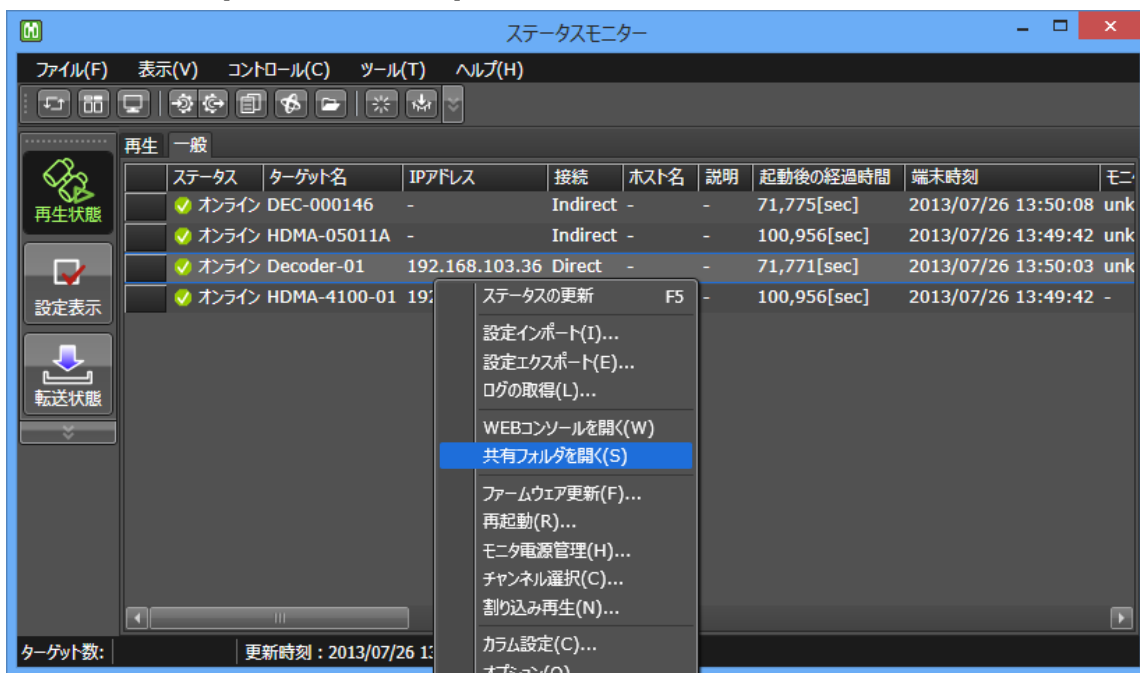 ステータスモニター
ファイル(F) 表示(V) コントロール(C) ツール(T) ヘルプ(H)
再生 一般
ステータス ターゲット名 IPアドレス 接続 ホスト名 説明 起動後の経過時間 端末時刻 モニ
オンライン DEC-000146 - Indirect - - 71,775[sec] 2013/07/26 13:50:08 unk
オンライン HDMA-05011A - Indirect - - 100,956[sec] 2013/07/26 13:49:42 unk
オンライン Decoder-01 192.168.103.36 Direct - - 71,771[sec] 2013/07/26 13:50:03 unk
オンライン HDMA-4100-01 192 - 100,956[sec] 2013/07/26 13:49:42 -
再生状態
設定表示
転送状態
ステータスの更新 F5
設定インポート(I)...
設定エクスポート(E)...
ログの取得(L)...
WEBコンソールを開く(W)
共有フォルダを開く(S)
ファームウェア更新(F)...
再起動(R)...
モニタ電源管理(H)...
チャンネル選択(C)...
割り込み再生(N)...
カラム設定(C)...
オプション(O)
ターゲット数: 更新時刻 : 2013/07/26 13